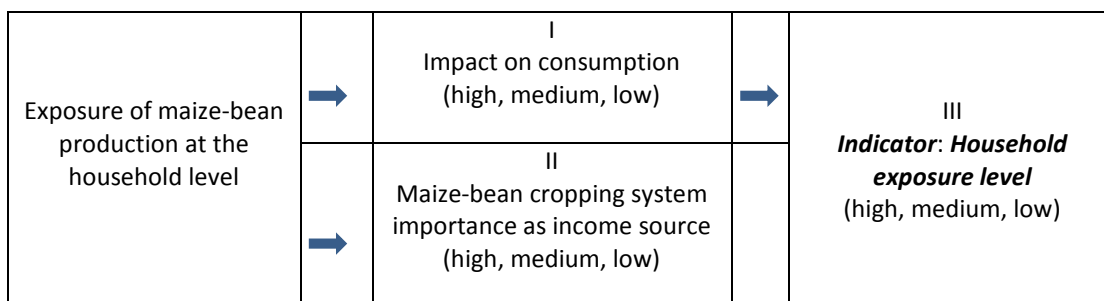 Exposure of maize-bean
production at the
household level
I
Impact on consumption
(high, medium, low)
II
Maize-bean cropping system
importance as income source
(high, medium, low)
III
Indicator: Household
exposure level
(high, medium, low)